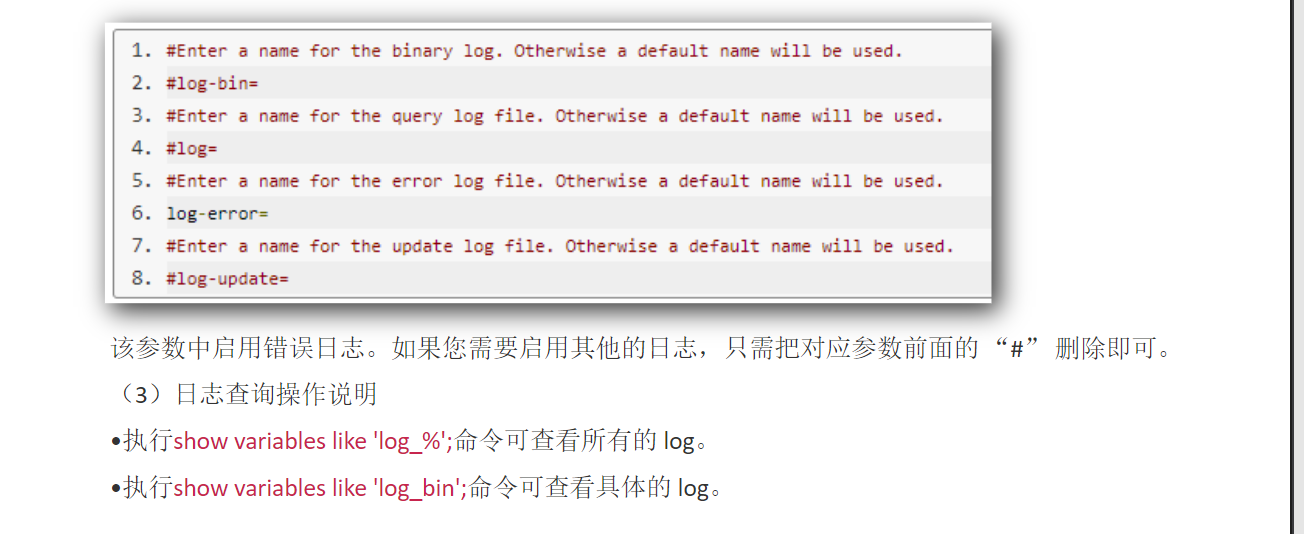 1. #Enter a name for the binary log. Otherwise a default name will be used.
2. #log-bin=
3. #Enter a name for the query log file. Otherwise a default name will be used.
4. #log=
5. #Enter a name for the error log file. Otherwise a default name will be used.
6. log-error=
7. #Enter a name for the update log file. Otherwise a default name will be used.
8. #log-update=
该参数中启用错误日志。如果您需要启用其他的日志，只需把对应参数前面的 “#” 删除即可。
（3）日志查询操作说明
•执行show variables like 'log_%';命令可查看所有的 log。
•执行show variables like 'log_bin';命令可查看具体的 log。